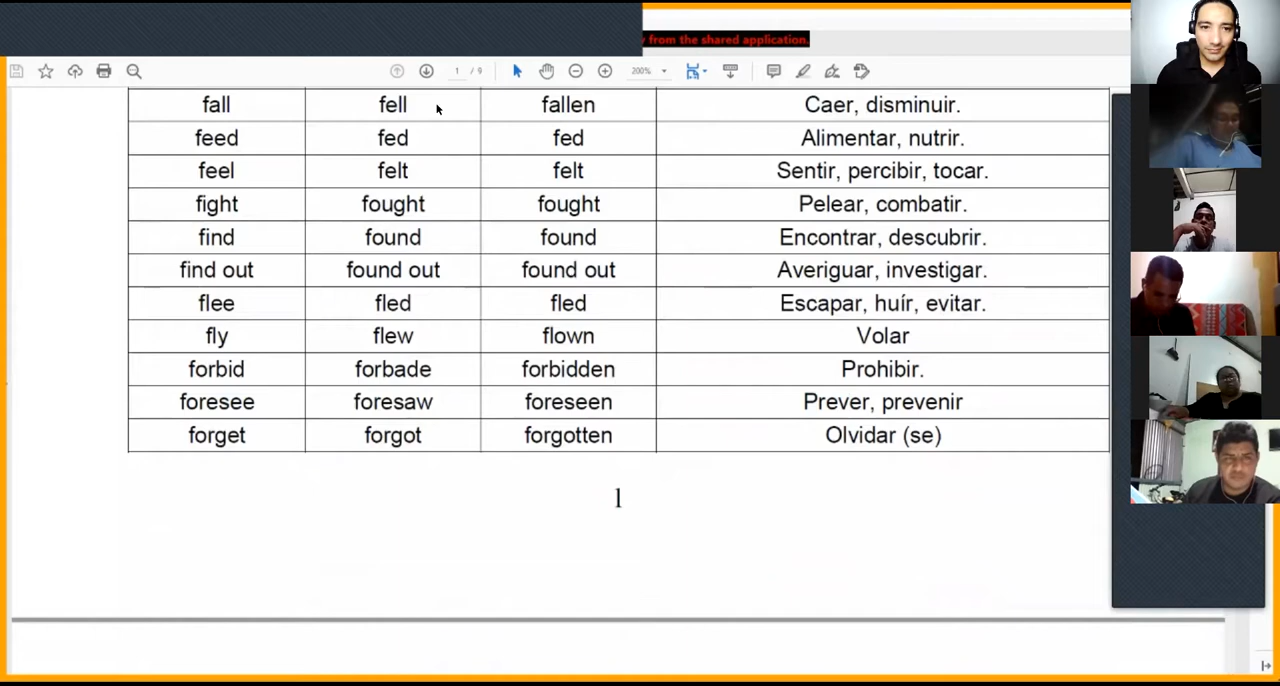 from the shared application.
1 / 9
200%
fall fell fallen Caer, disminuir.
feed fed fed Alimentar, nutrir.
feel felt felt Sentir, percibir, tocar.
fight fought fought Pelear, combatir.
find found found Encontrar, descubrir.
find out found out found out Averiguar, investigar.
flee fled fled Escapar, huír, evitar.
fly flew flown Volar
forbid forbade forbidden Prohibir.
foresee foresaw foreseen Prever, prevenir
forget forgot forgotten Olvidar (se)
1